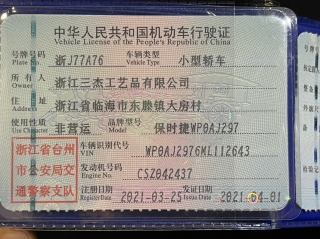 中华人民共和国机动车行驶证
Vehicle License of the People's Republic of China
号牌号码 Plate No. 浙J77A76 车辆类型 Vehicle Type 小型轿车
所有人 Owner 浙江三杰工艺品有限公司
住址 Address 浙江省临海市东塍镇大房村
使用性质 Use Character 非营运 品牌型号 Model 保时捷WP0AJ297
浙江省台州市公安局交通警察支队
车辆识别代号 VIN WP0AJ2976ML112643
发动机号码 Engine No. CSZ042437
注册日期 Register Date 2021-03-25 发证日期 Issue Date 2021-04-01